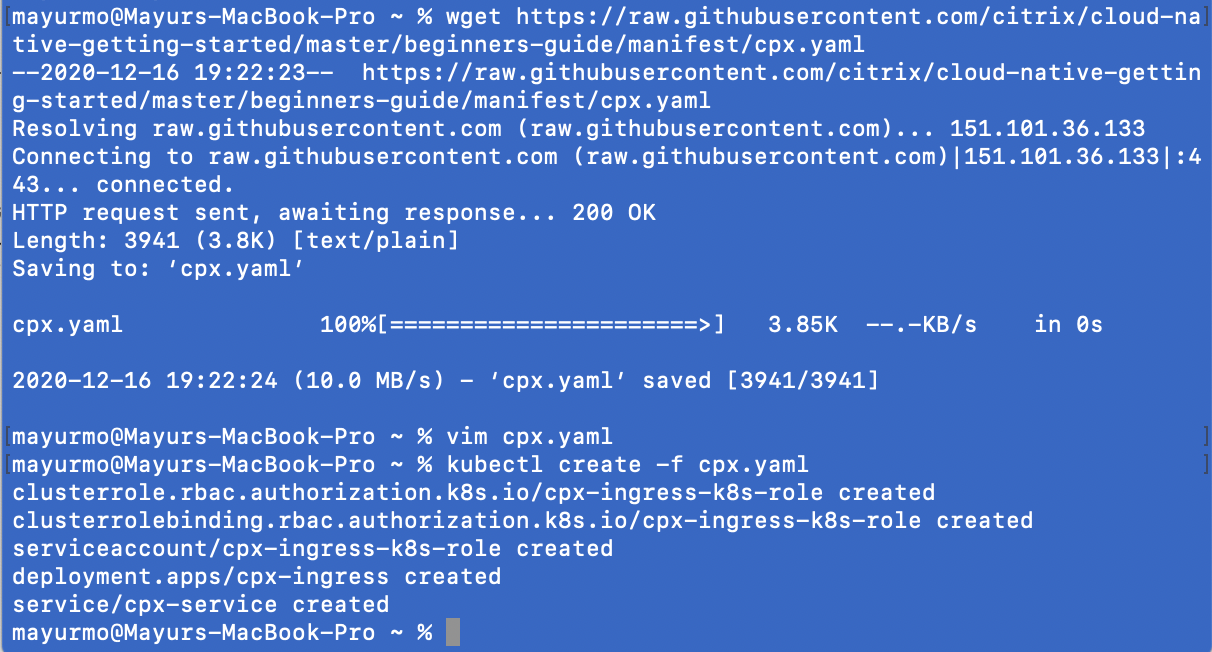 [mayurmo@Mayurs-MacBook-Pro ~ % wget https://raw.githubusercontent.com/citrix/cloud-na]
tive-getting-started/master/beginners-guide/manifest/cpx.yaml
--2020-12-16 19:22:23--  https://raw.githubusercontent.com/citrix/cloud-native-gettin
g-started/master/beginners-guide/manifest/cpx.yaml
Resolving raw.githubusercontent.com (raw.githubusercontent.com)... 151.101.36.133
Connecting to raw.githubusercontent.com (raw.githubusercontent.com)|151.101.36.133|:4
43... connected.
HTTP request sent, awaiting response... 200 OK
Length: 3941 (3.8K) [text/plain]
Saving to: ‘cpx.yaml’
cpx.yaml              100%[======================>]   3.85K  --.-KB/s    in 0s
2020-12-16 19:22:24 (10.0 MB/s) - ‘cpx.yaml’ saved [3941/3941]
[mayurmo@Mayurs-MacBook-Pro ~ % vim cpx.yaml ]
[mayurmo@Mayurs-MacBook-Pro ~ % kubectl create -f cpx.yaml ]
clusterrole.rbac.authorization.k8s.io/cpx-ingress-k8s-role created
clusterrolebinding.rbac.authorization.k8s.io/cpx-ingress-k8s-role created
serviceaccount/cpx-ingress-k8s-role created
deployment.apps/cpx-ingress created
service/cpx-service created
mayurmo@Mayurs-MacBook-Pro ~ %